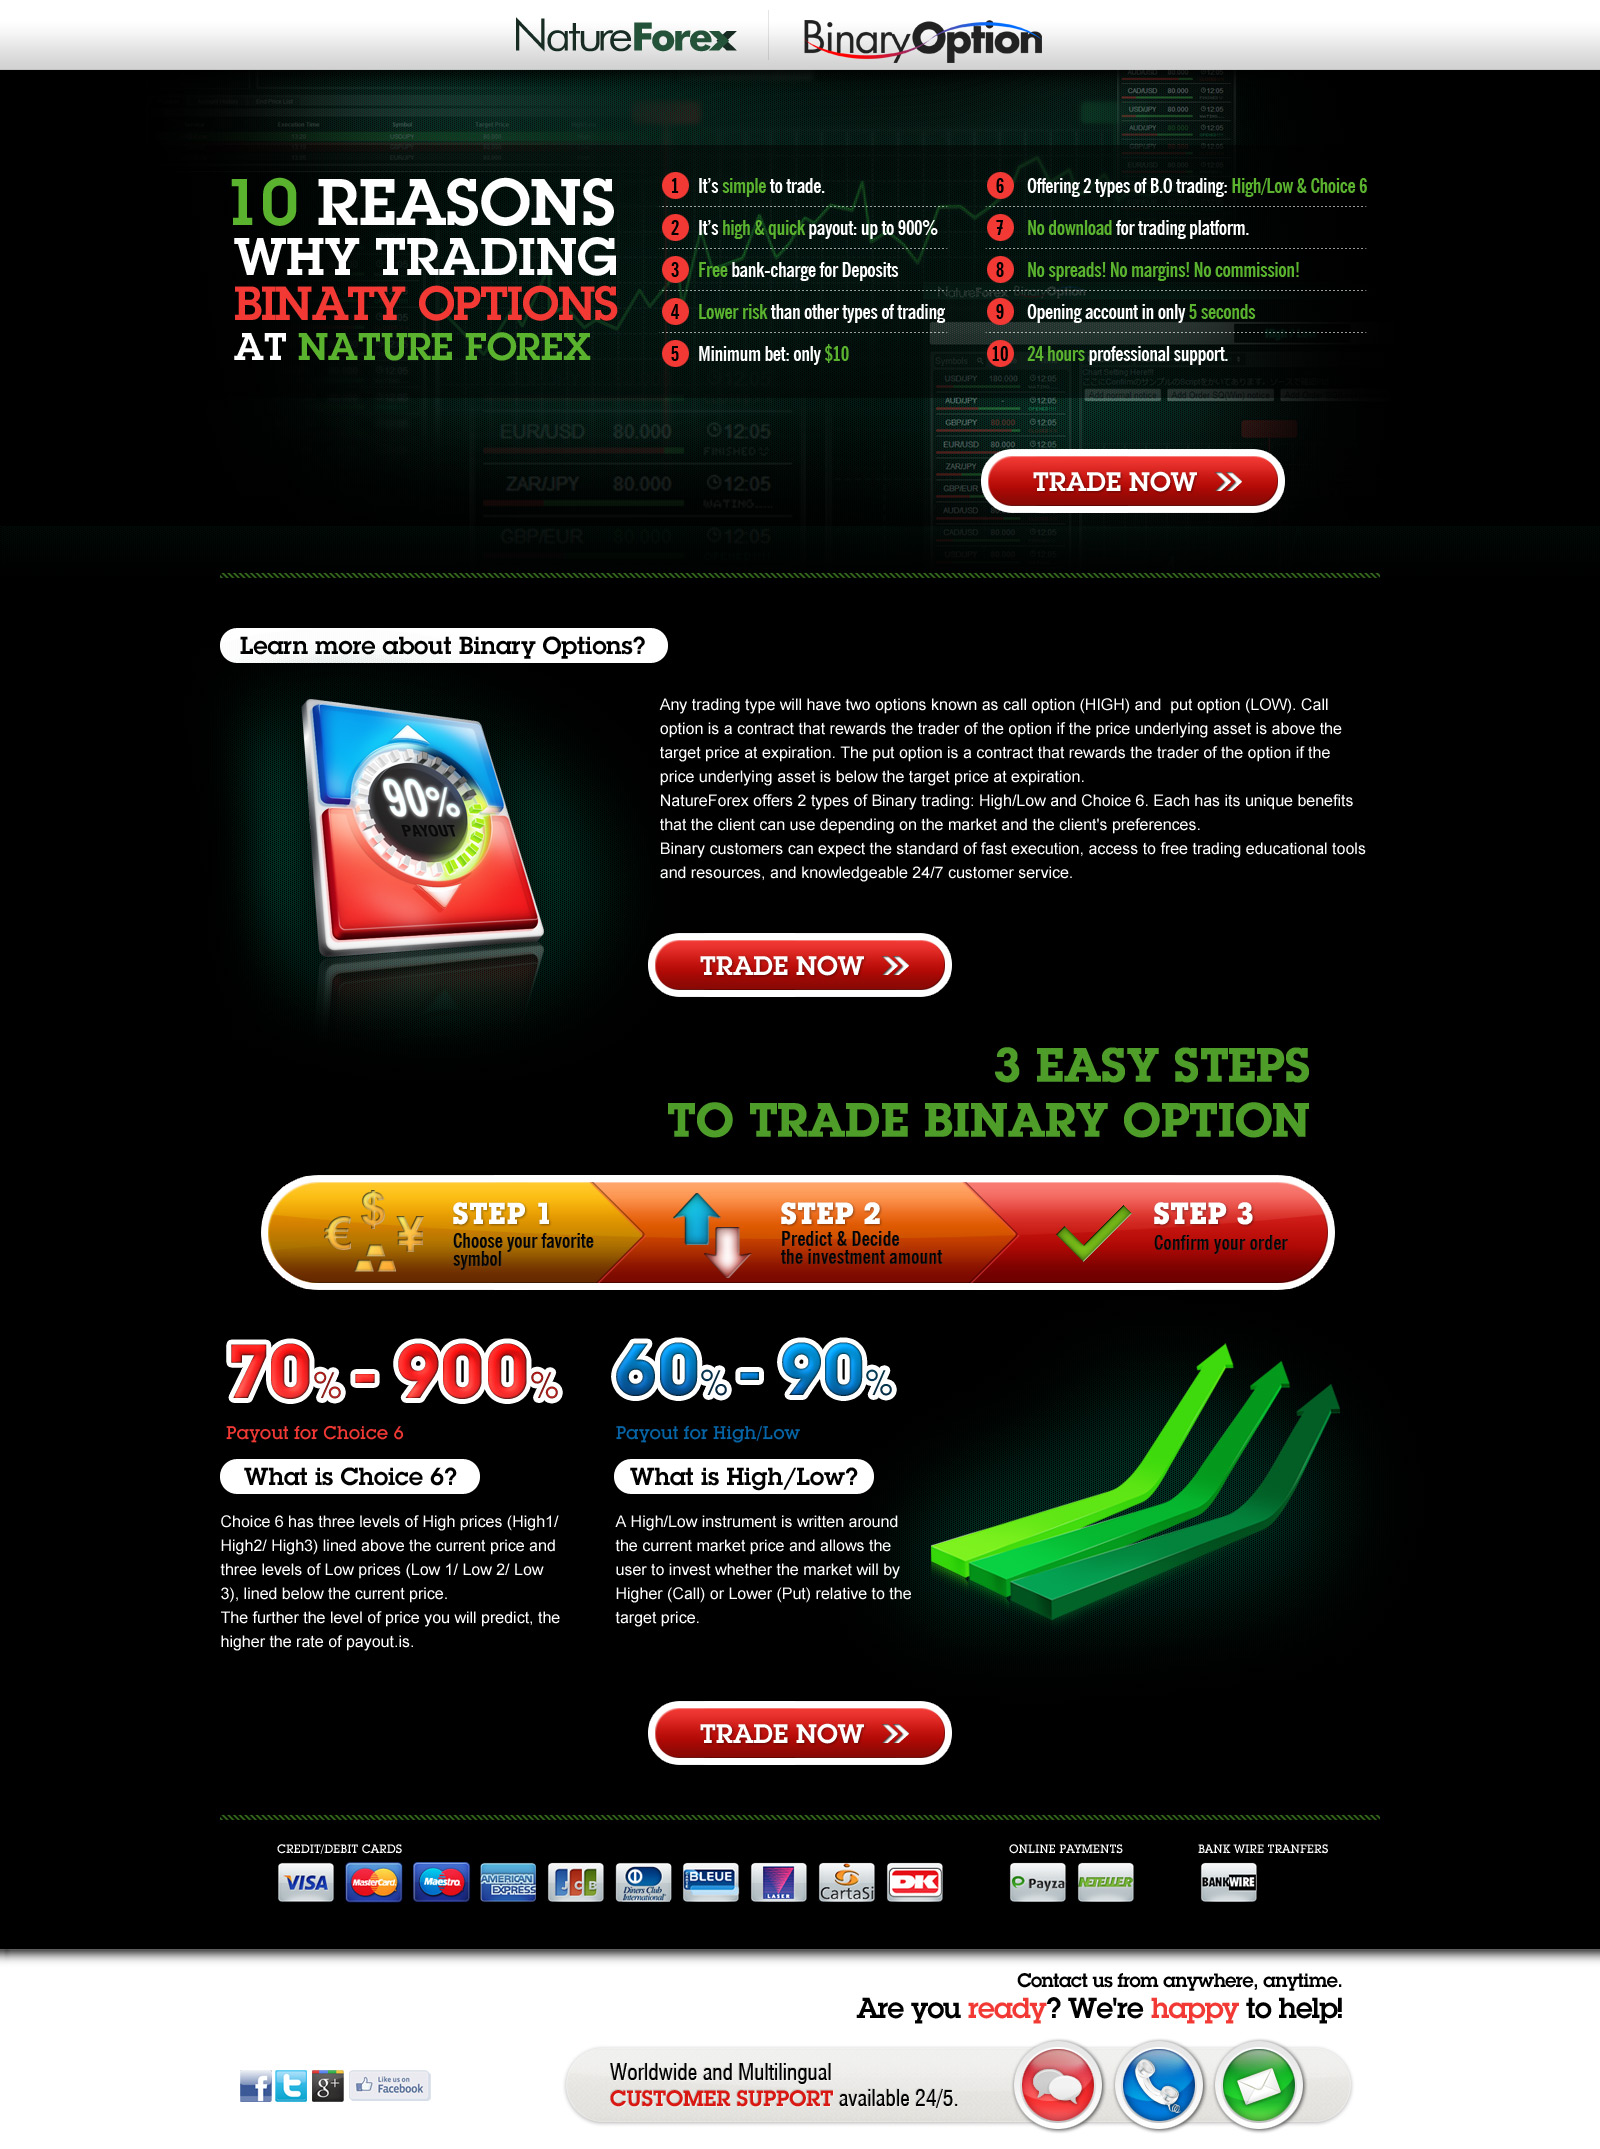 NatureForex
BinaryOption
10 REASONS
WHY TRADING
BINATY OPTIONS
AT NATURE FOREX
1 It's simple to trade.
2 It's high & quick payout: up to 900%
3 Free bank-charge for Deposits
4 Lower risk than other types of trading
5 Minimum bet: only $10
6 Offering 2 types of B.O trading: High/Low & Choice 6
7 No download for trading platform.
8 No spreads! No margins! No commission!
9 Opening account in only 5 seconds
10 24 hours professional support.
EUR/USD 80.000 12:05
FINISHED
ZAR/JPY 80.000 12:05
WATING...
GBP/EUR 80.000 12:05
TRADE NOW
Learn more about Binary Options?
90%
PAYOUT
Any trading type will have two options known as call option (HIGH) and put option (LOW). Call
option is a contract that rewards the trader of the option if the price underlying asset is above the
target price at expiration. The put option is a contract that rewards the trader of the option if the
price underlying asset is below the target price at expiration.
NatureForex offers 2 types of Binary trading: High/Low and Choice 6. Each has its unique benefits
that the client can use depending on the market and the client's preferences.
Binary customers can expect the standard of fast execution, access to free trading educational tools
and resources, and knowledgeable 24/7 customer service.
TRADE NOW
3 EASY STEPS
TO TRADE BINARY OPTION
STEP 1
Choose your favorite
symbol
STEP 2
Predict & Decide
the investment amount
STEP 3
Confirm your order
70% - 900%
Payout for Choice 6
What is Choice 6?
Choice 6 has three levels of High prices (High1/
High2/ High3) lined above the current price and
three levels of Low prices (Low 1/ Low 2/ Low
3), lined below the current price.
The further the level of price you will predict, the
higher the rate of payout.is.
60% - 90%
Payout for High/Low
What is High/Low?
A High/Low instrument is written around
the current market price and allows the
user to invest whether the market will by
Higher (Call) or Lower (Put) relative to the
target price.
TRADE NOW
CREDIT/DEBIT CARDS
VISA
MasterCard
Maestro
AMERICAN EXPRESS
JCB
Diners Club International
BLEUE
LASER
CartaSi
DK
ONLINE PAYMENTS
Payza
NETELLER
BANK WIRE TRANFERS
BANKWIRE
Contact us from anywhere, anytime.
Are you ready? We're happy to help!
Like us on
Facebook
Worldwide and Multilingual
CUSTOMER SUPPORT available 24/5.